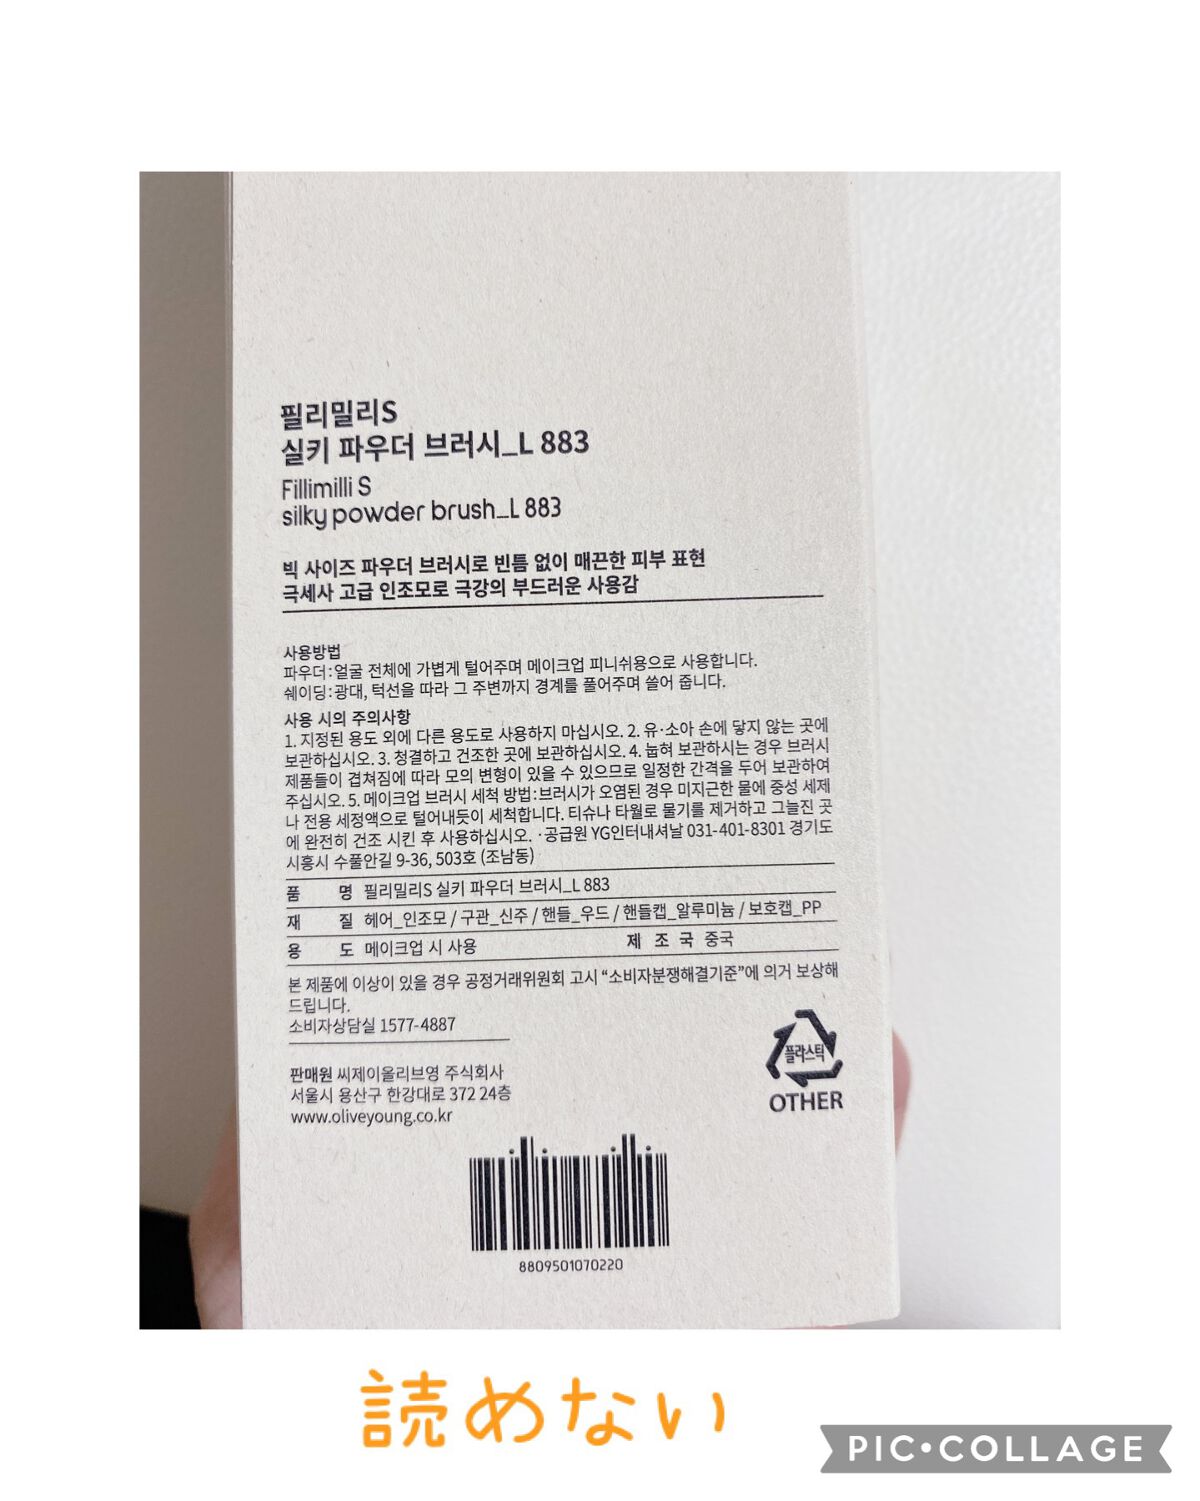 필리밀리S
실키 파우더 브러시_L 883
Fillimilli S
silky powder brush_L 883
빅 사이즈 파우더 브러시로 빈틈 없이 매끈한 피부 표현
극세사 고급 인조모로 극강의 부드러운 사용감
사용방법
파우더:얼굴 전체에 가볍게 털어주며 메이크업 피니쉬용으로 사용합니다.
쉐이딩:광대, 턱선을 따라 그 주변까지 경계를 풀어주며 쓸어 줍니다.
사용 시의 주의사항
1. 지정된 용도 외에 다른 용도로 사용하지 마십시오. 2. 유·소아 손에 닿지 않는 곳에
보관하십시오. 3. 청결하고 건조한 곳에 보관하십시오. 4. 눕혀 보관하시는 경우 브러시
제품들이 겹쳐짐에 따라 모의 변형이 있을 수 있으므로 일정한 간격을 두어 보관하여
주십시오. 5. 메이크업 브러시 세척 방법:브러시가 오염된 경우 미지근한 물에 중성 세제
나 전용 세정액으로 털어내듯이 세척합니다. 티슈나 타월로 물기를 제거하고 그늘진 곳
에 완전히 건조 시킨 후 사용하십시오. ·공급원 YG인터내셔날 031-401-8301 경기도
시흥시 수풀안길 9-36, 503호 (조남동)
품 명 필리밀리S 실키 파우더 브러시_L 883
재 질 헤어_인조모 / 구관_신주 / 핸들_우드 / 핸들캡_알루미늄 / 보호캡_PP
용 도 메이크업 시 사용 제 조 국 중국
본 제품에 이상이 있을 경우 공정거래위원회 고시 “소비자분쟁해결기준”에 의거 보상해
드립니다.
소비자상담실 1577-4887
판매원 씨제이올리브영 주식회사
서울시 용산구 한강대로 372 24층
www.oliveyoung.co.kr
플라스틱
OTHER
8809501070220
読めない
PIC•COLLAGE